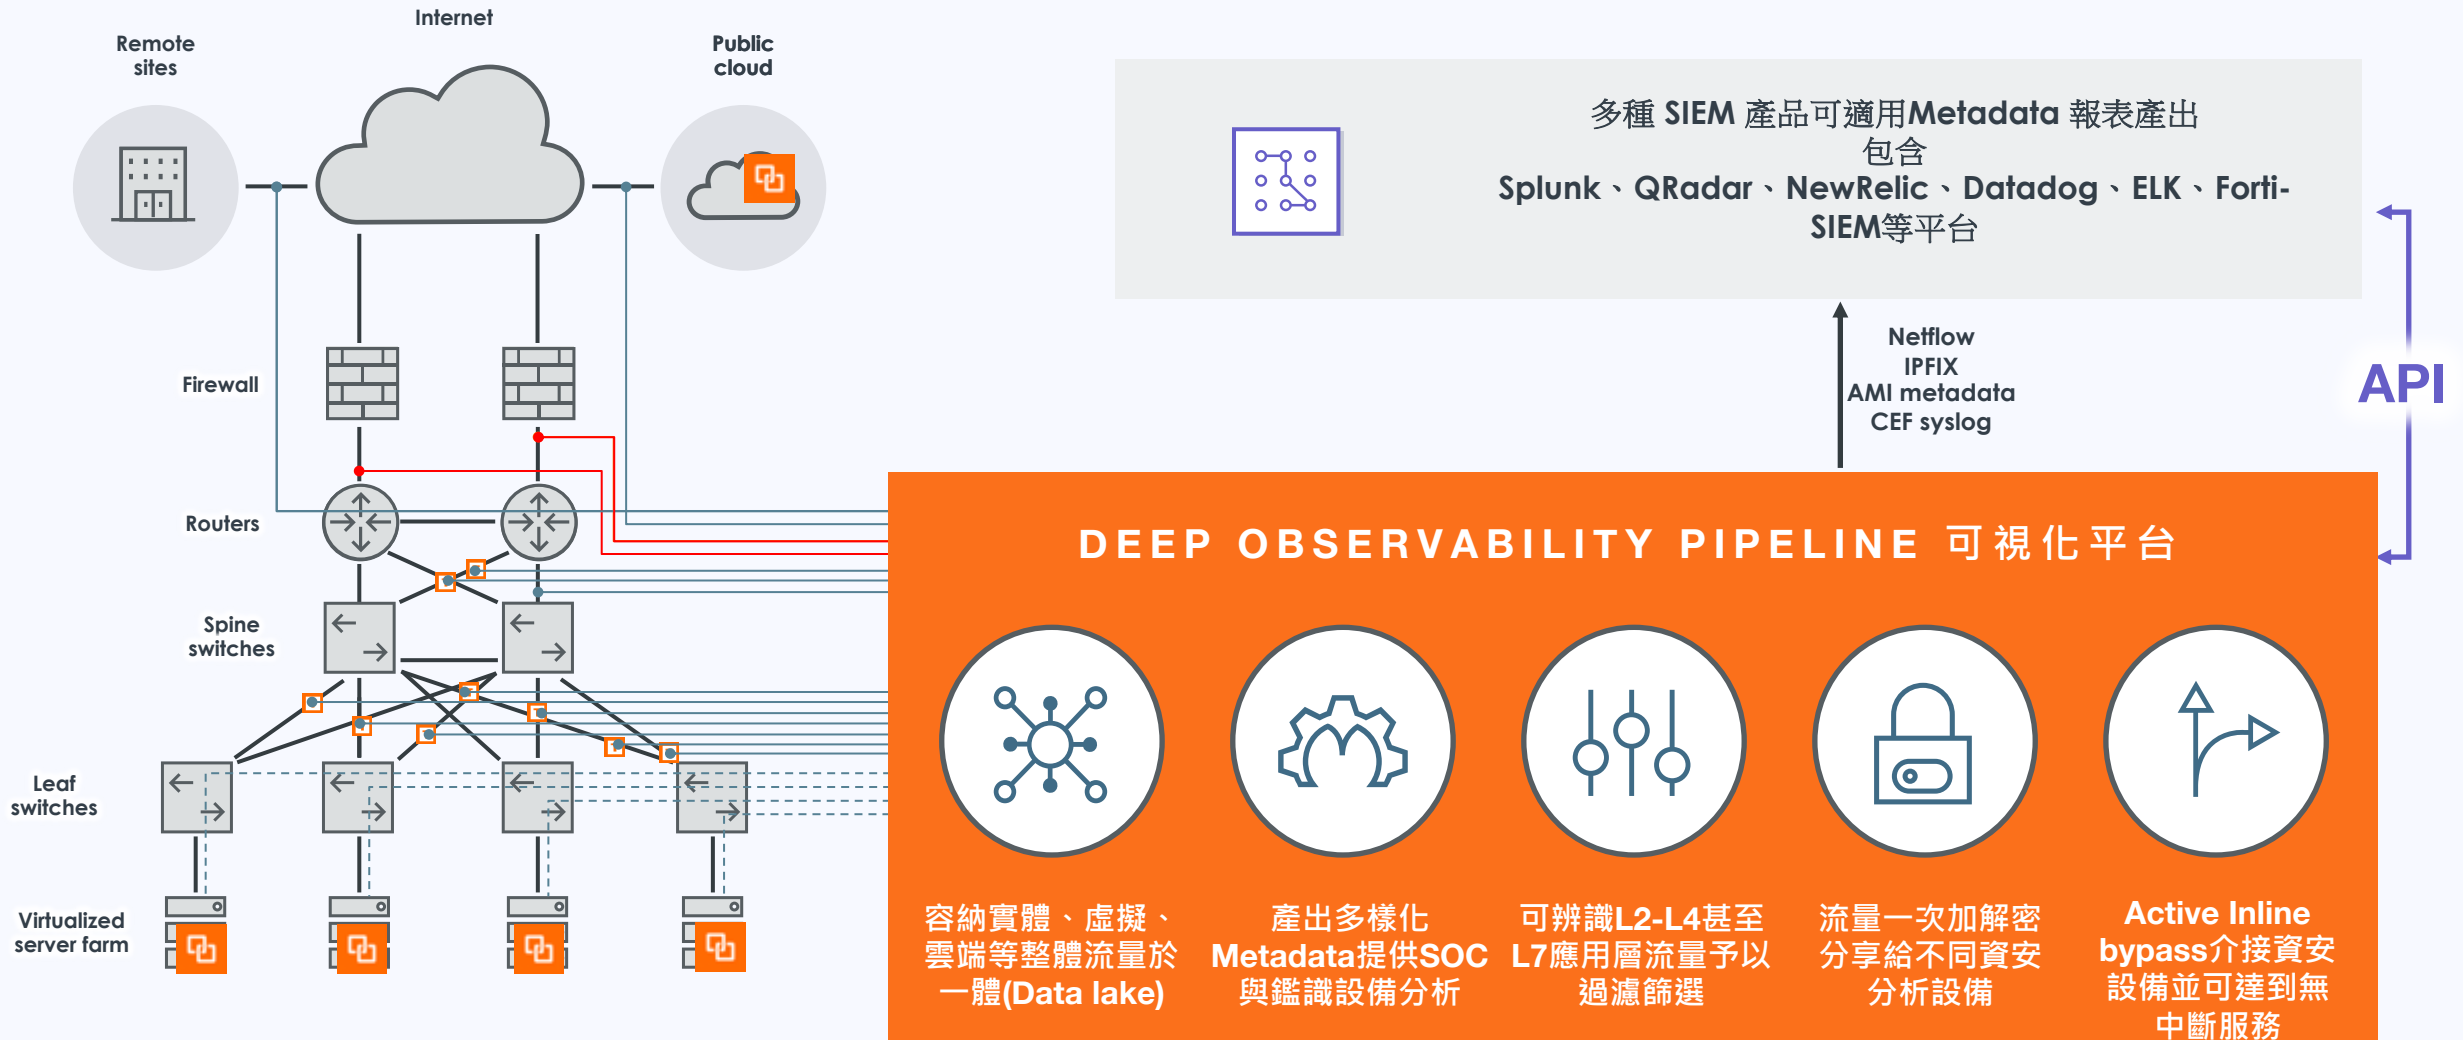 Internet
Remote
sites
Public
cloud
多種 SIEM 產品可適用Metadata 報表產出
包含
Splunk、QRadar、NewRelic、Datadog、ELK、Forti-
SIEM等平台
Netflow
IPFIX
AMI metadata
CEF syslog
API
Firewall
Routers
Spine
switches
Leaf
switches
Virtualized
server farm
DEEP OBSERVABILITY PIPELINE 可視化平台
容納實體、虛擬、
雲端等整體流量於
一體(Data lake)
產出多樣化
Metadata提供SOC
與鑑識設備分析
可辨識L2-L4甚至
L7應用層流量予以
過濾篩選
流量一次加解密
分享給不同資安
分析設備
Active Inline
bypass介接資安
設備並可達到無
中斷服務